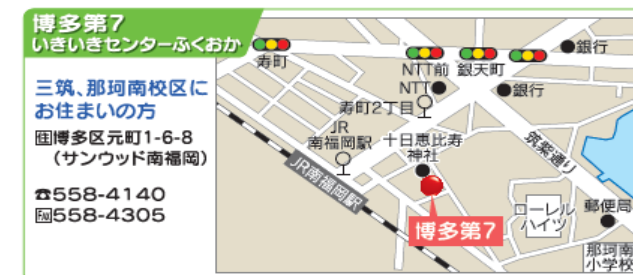 博多第7
いきいきセンターふくおか
三筑、那珂南校区に
お住まいの方
住博多区元町1-6-8
(サンウッド南福岡)
☎558-4140
FAX558-4305
寿町
NTT前
銀天町
銀行
NTT
銀行
寿町2丁目
JR
南福岡駅
十日恵比寿
神社
筑紫通り
JR南福岡駅
博多第7
ローレル
ハイツ
郵便局
那珂南
小学校